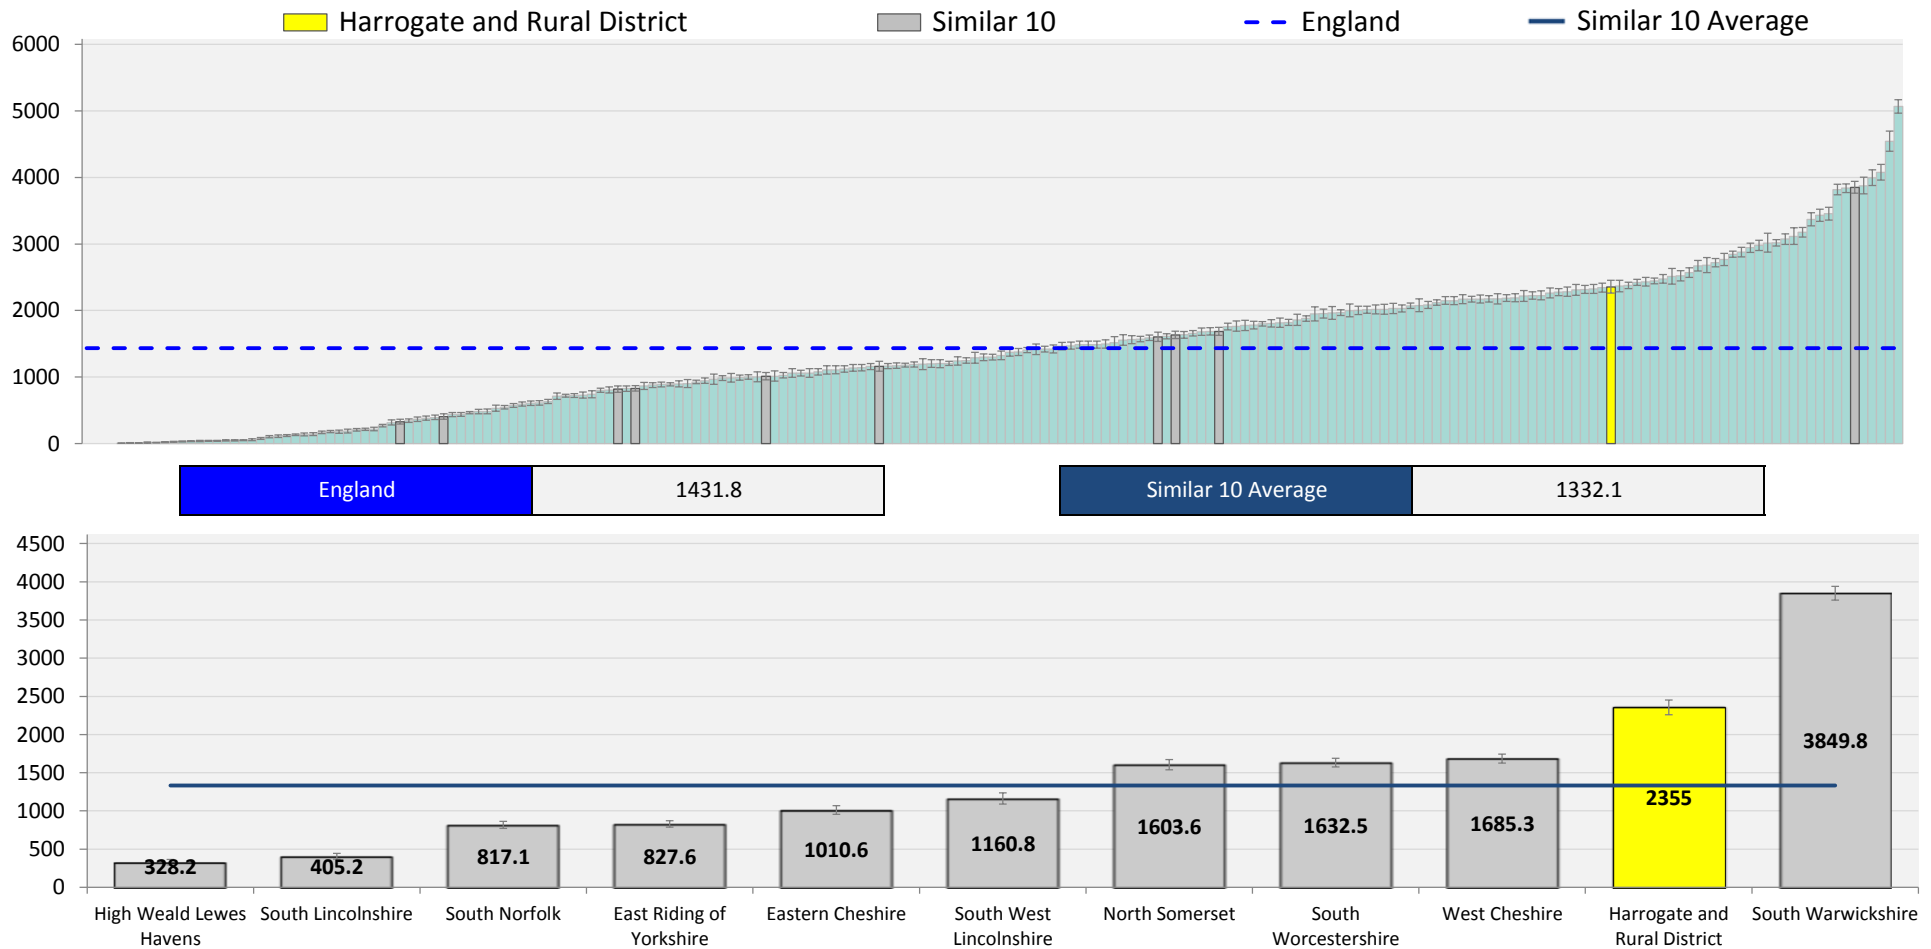 Harrogate and Rural District
Similar 10
England
Similar 10 Average
6000
5000
4000
3000
2000
1000
0
England
1431.8
Similar 10 Average
1332.1
4500
4000
3500
3000
2500
2000
1500
1000
500
0
328.2
405.2
817.1
827.6
1010.6
1160.8
1603.6
1632.5
1685.3
2355
3849.8
High Weald Lewes
Havens
South Lincolnshire
South Norfolk
East Riding of
Yorkshire
Eastern Cheshire
South West
Lincolnshire
North Somerset
South
Worcestershire
West Cheshire
Harrogate and
Rural District
South Warwickshire